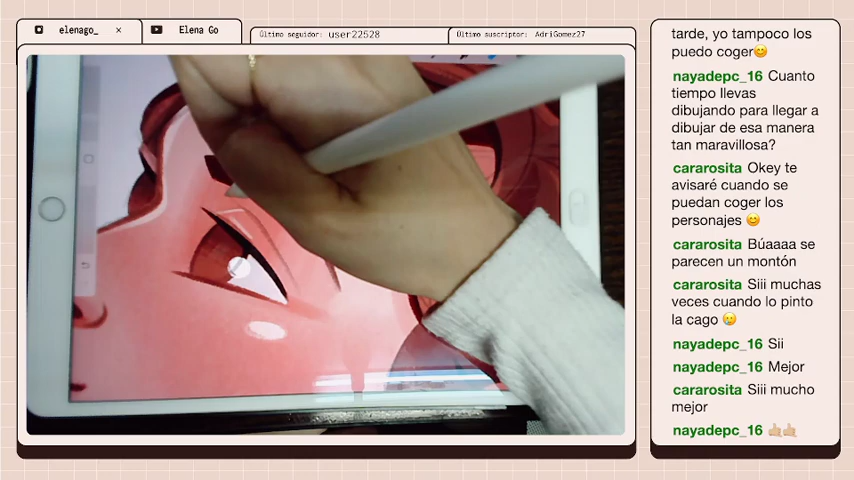 elenago_ ×
Elena Go
Último seguidor: user22528
Último suscriptor: AdriGomez27
tarde, yo tampoco los
puedo coger😊
nayadepc_16 Cuanto
tiempo llevas
dibujando para llegar a
dibujar de esa manera
tan maravillosa?
cararosita Okey te
avisaré cuando se
puedan coger los
personajes 😊
cararosita Búaaaa se
parecen un montón
cararosita Siii muchas
veces cuando lo pinto
la cago 🥲
nayadepc_16 Sii
nayadepc_16 Mejor
cararosita Siii mucho
mejor
nayadepc_16 🤙🏼🤙🏼